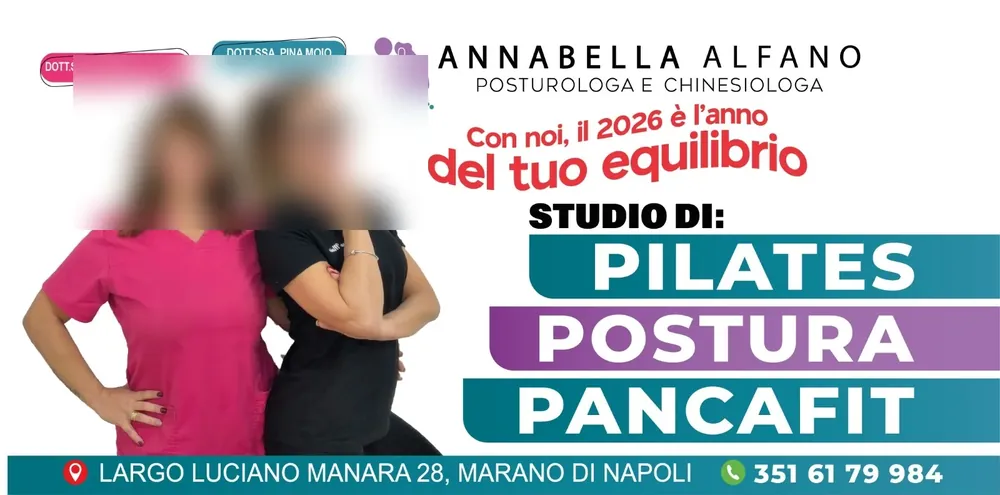 DOTT.S
DOTT.SSA PINA MOIO
ANNABELLA ALFANO
POSTUROLOGA E CHINESIOLOGA
Con noi, il 2026 è l'anno
del tuo equilibrio
STUDIO DI:
PILATES
POSTURA
PANCAFIT
LARGO LUCIANO MANARA 28, MARANO DI NAPOLI 351 61 79 984